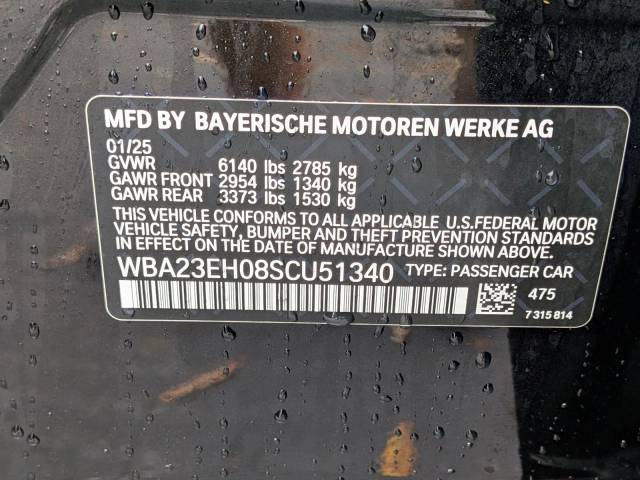 MFD BY BAYERISCHE MOTOREN WERKE AG
01/25
GVWR 6140 lbs 2785 kg
GAWR FRONT 2954 lbs 1340 kg
GAWR REAR 3373 lbs 1530 kg
THIS VEHICLE CONFORMS TO ALL APPLICABLE U.S.FEDERAL MOTOR
VEHICLE SAFETY, BUMPER AND THEFT PREVENTION STANDARDS
IN EFFECT ON THE DATE OF MANUFACTURE SHOWN ABOVE.
WBA23EH08SCU51340 TYPE: PASSENGER CAR
475
7 315 814